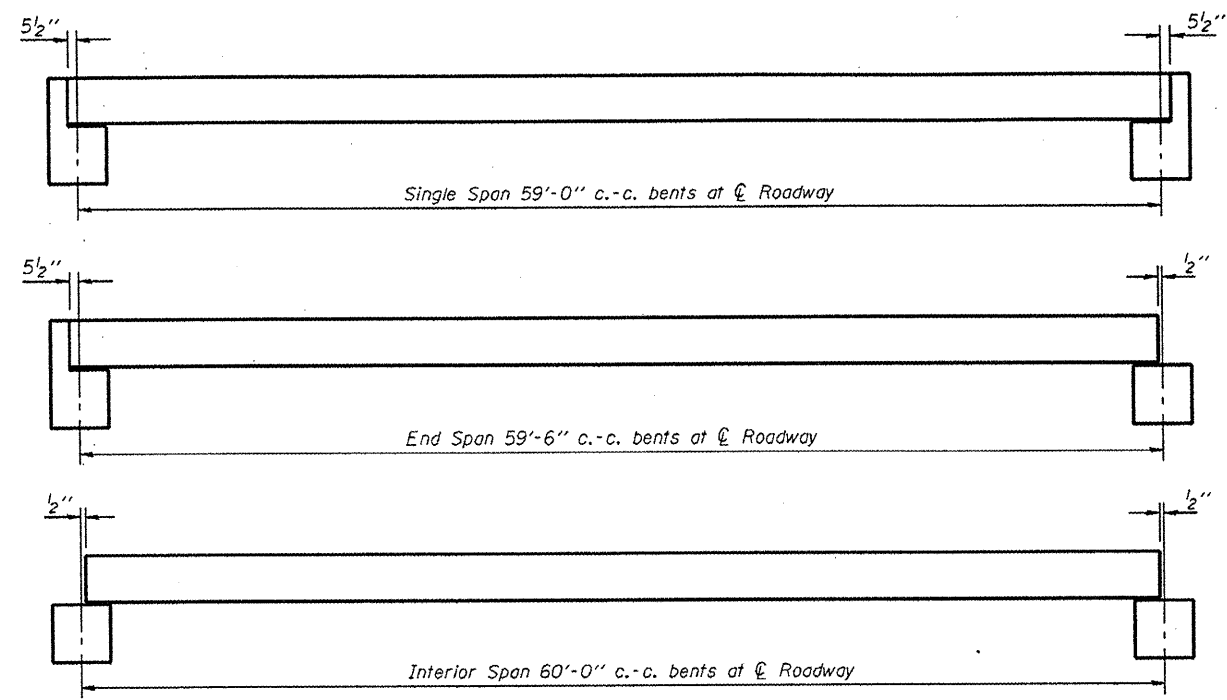 5½" 5½"
Single Span 59'-0" c.-c. bents at ℄ Roadway
5½" ½"
End Span 59'-6" c.-c. bents at ℄ Roadway
½" ½"
Interior Span 60'-0" c.-c. bents at ℄ Roadway